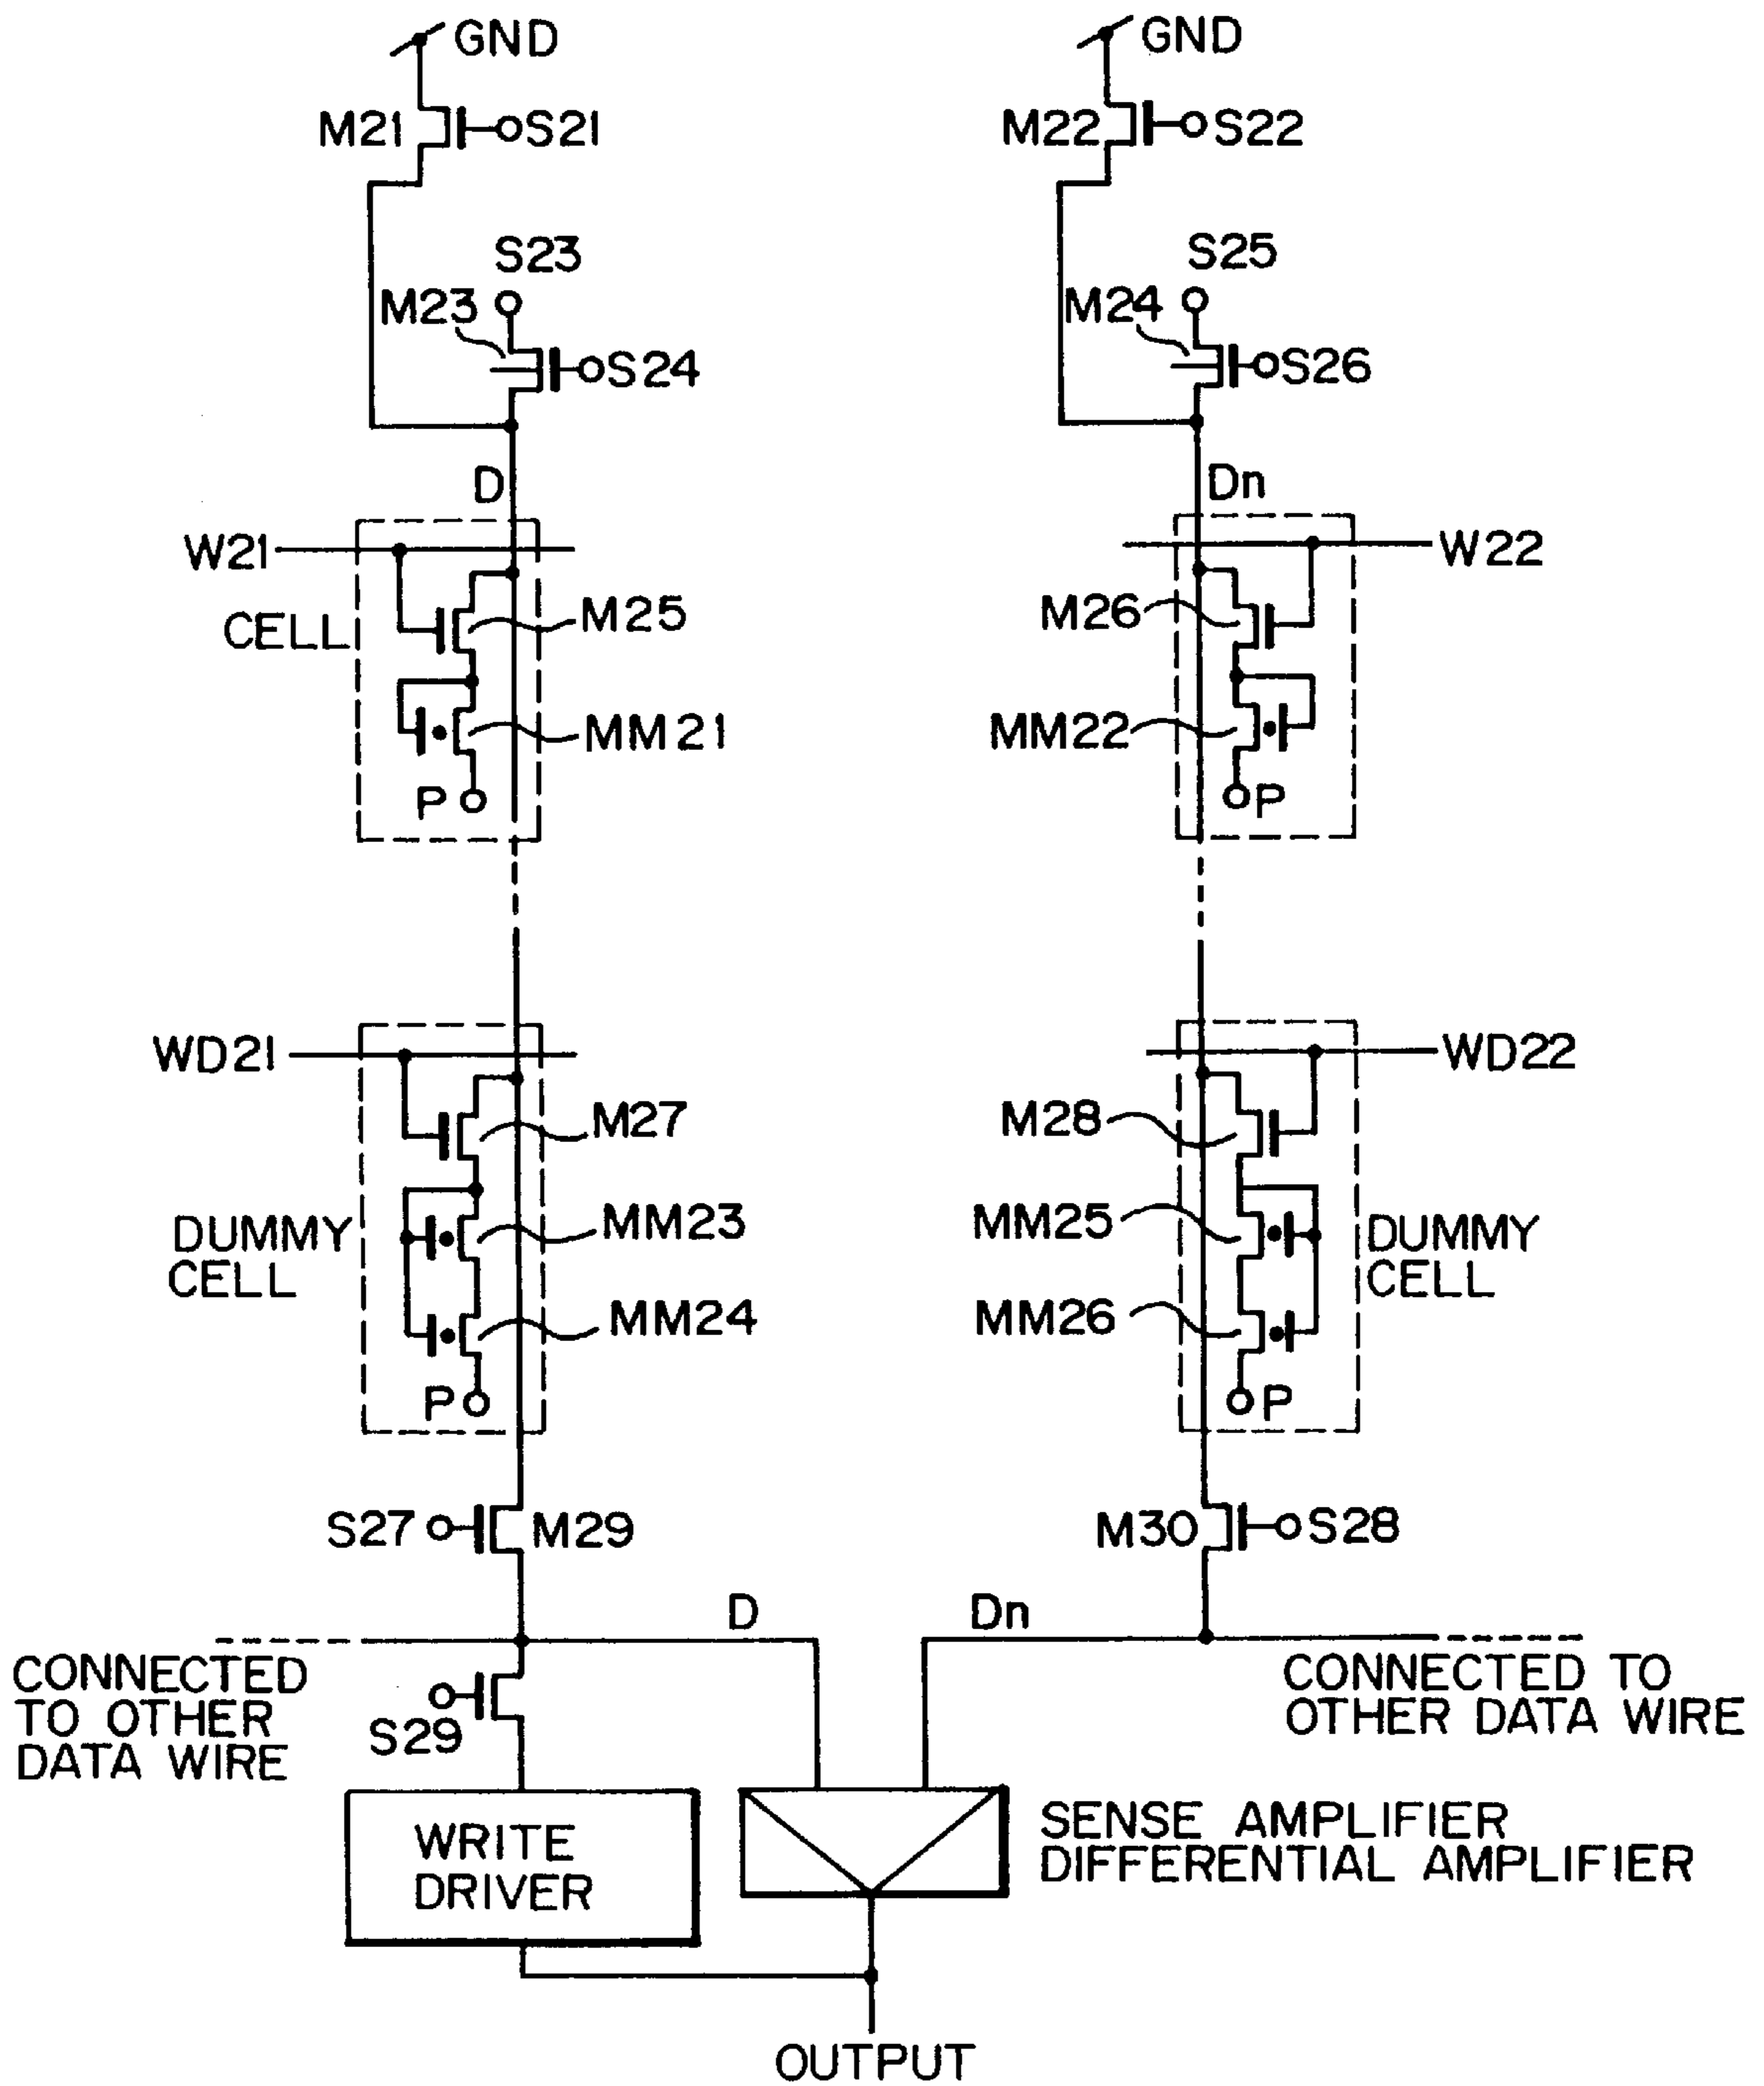 GND
GND
M21
S21
M22
S22
S23
S25
M23
M24
S24
S26
D
Dn
W21
W22
CELL
M25
M26
MM21
MM22
P
P
WD21
WD22
M27
M28
DUMMY
CELL
MM23
MM25
DUMMY
CELL
MM24
MM26
P
P
S27
M29
M30
S28
D
Dn
CONNECTED
TO OTHER
DATA WIRE
S29
CONNECTED TO
OTHER DATA WIRE
WRITE
DRIVER
SENSE AMPLIFIER
DIFFERENTIAL AMPLIFIER
OUTPUT